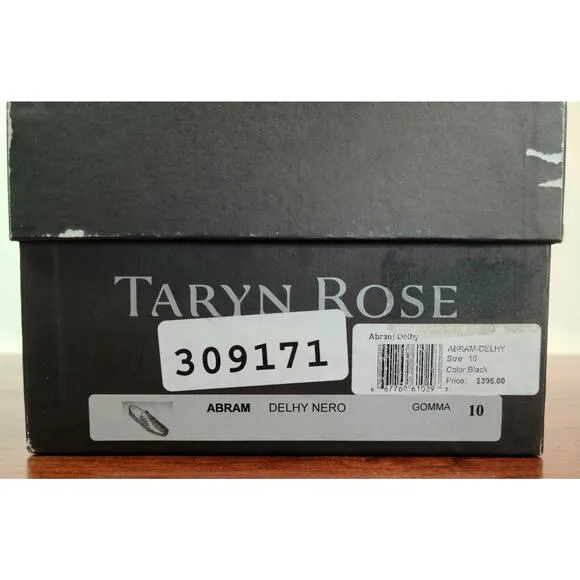 TARYN ROSE
309171
Abram-Delhy
ABRAM-DELHY
Size: 10
Color:Black
Price: $395.00
ABRAM DELHY NERO GOMMA 10